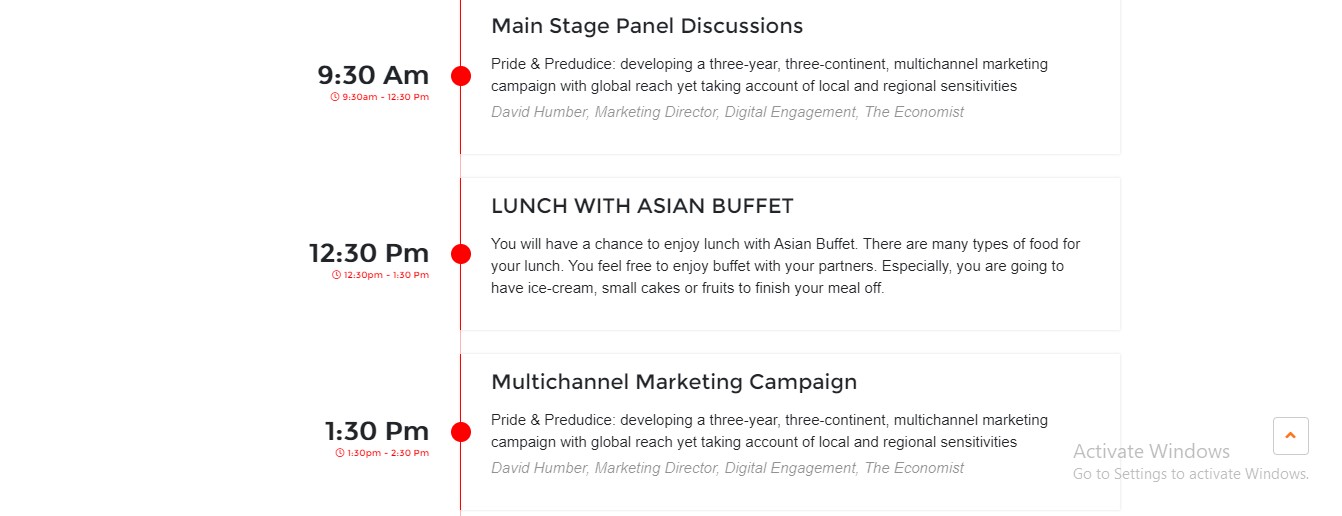 Main Stage Panel Discussions
9:30 Am
9:30am - 12:30 Pm
Pride & Predudice: developing a three-year, three-continent, multichannel marketing
campaign with global reach yet taking account of local and regional sensitivities
David Humber, Marketing Director, Digital Engagement, The Economist
LUNCH WITH ASIAN BUFFET
12:30 Pm
12:30pm - 1:30 Pm
You will have a chance to enjoy lunch with Asian Buffet. There are many types of food for
your lunch. You feel free to enjoy buffet with your partners. Especially, you are going to
have ice-cream, small cakes or fruits to finish your meal off.
Multichannel Marketing Campaign
1:30 Pm
1:30pm - 2:30 Pm
Pride & Predudice: developing a three-year, three-continent, multichannel marketing
campaign with global reach yet taking account of local and regional sensitivities
David Humber, Marketing Director, Digital Engagement, The Economist
Activate Windows
Go to Settings to activate Windows.